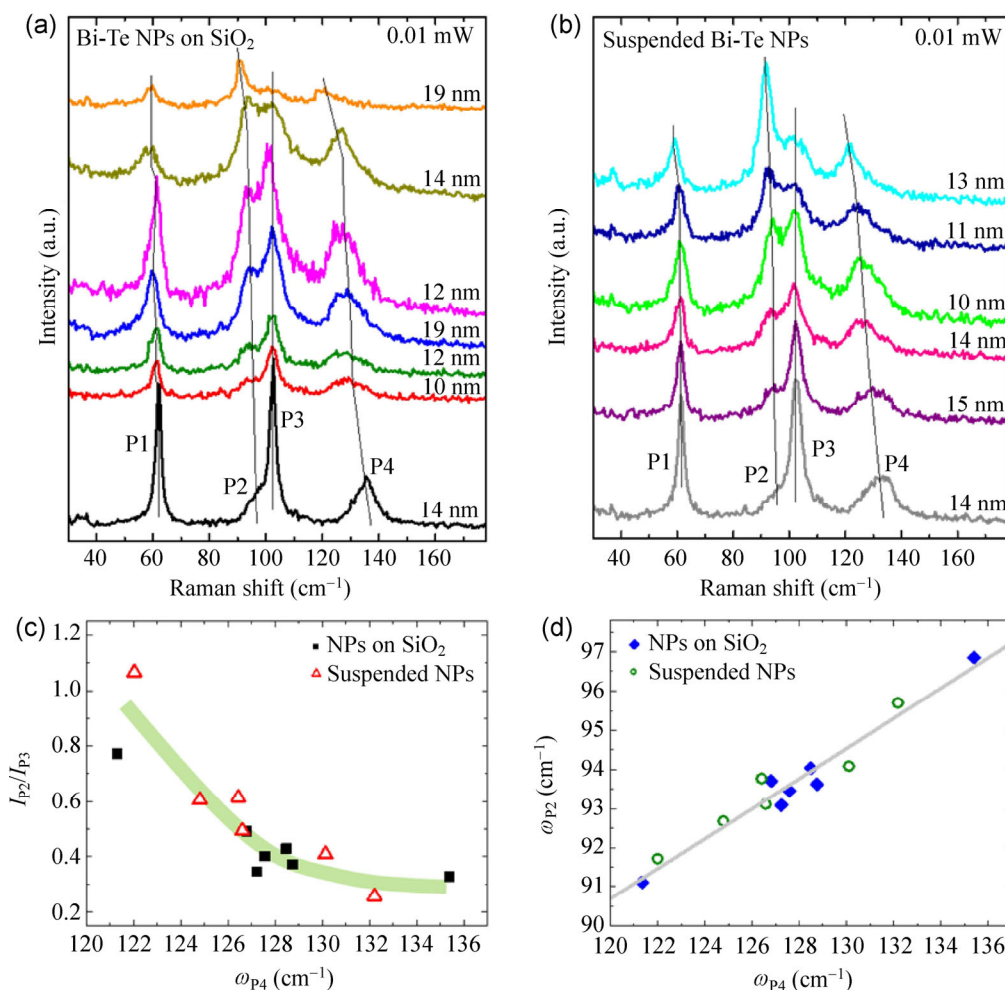 (a)
Bi-Te NPs on SiO₂
0.01 mW
19 nm
14 nm
12 nm
19 nm
12 nm
10 nm
14 nm
P1
P2
P3
P4
Intensity (a.u.)
40 60 80 100 120 140 160
Raman shift (cm⁻¹)
(b)
Suspended Bi-Te NPs
0.01 mW
13 nm
11 nm
10 nm
14 nm
15 nm
14 nm
P1
P2
P3
P4
Intensity (a.u.)
40 60 80 100 120 140 160
Raman shift (cm⁻¹)
(c)
NPs on SiO₂
Suspended NPs
1.2
1.0
0.8
0.6
0.4
0.2
I_P2/I_P3
120 122 124 126 128 130 132 134 136
ω_P4 (cm⁻¹)
(d)
NPs on SiO₂
Suspended NPs
97
96
95
94
93
92
91
90
ω_P2 (cm⁻¹)
120 122 124 126 128 130 132 134 136
ω_P4 (cm⁻¹)